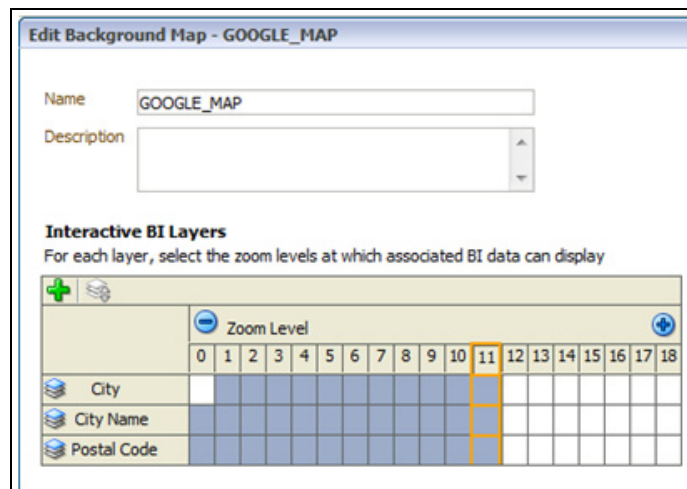 Edit Background Map - GOOGLE_MAP
Name GOOGLE_MAP
Description
Interactive BI Layers
For each layer, select the zoom levels at which associated BI data can display
Zoom Level
0 1 2 3 4 5 6 7 8 9 10 11 12 13 14 15 16 17 18
City
City Name
Postal Code